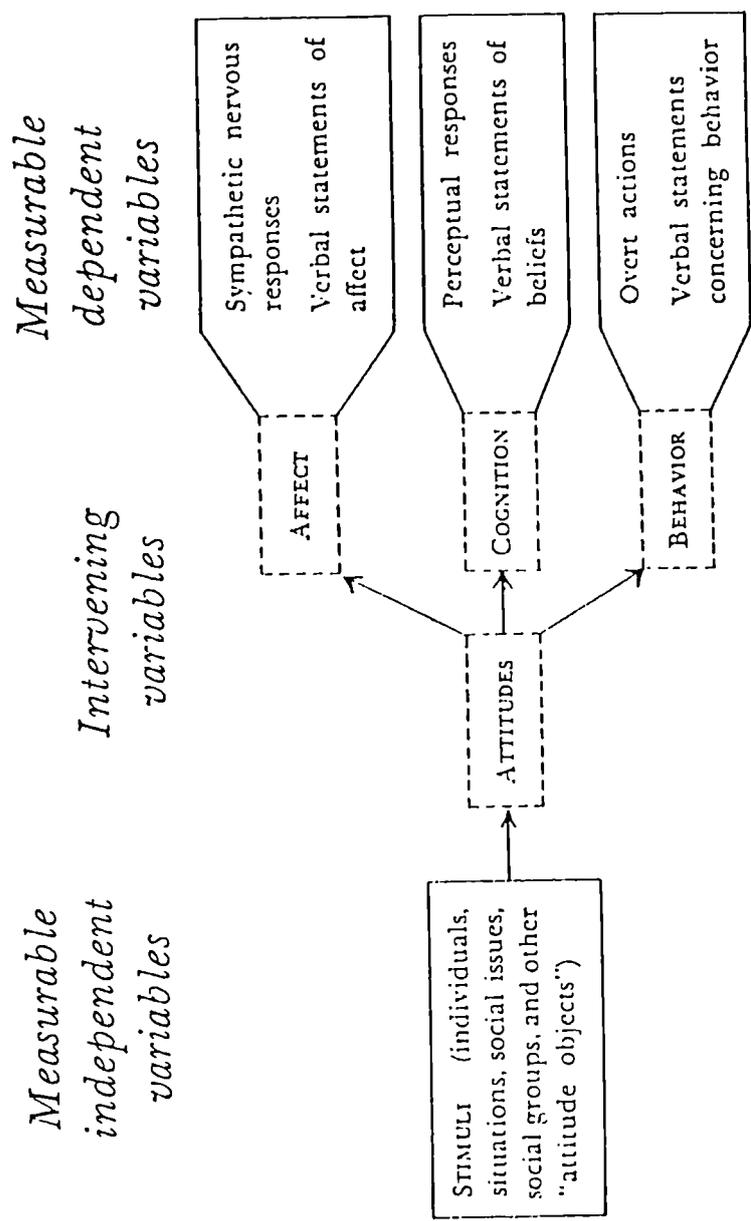 Measurable
independent
variables
Intervening
variables
Measurable
dependent
variables
STIMULI (individuals,
situations, social issues,
social groups, and other
"attitude objects")
ATTITUDES
AFFECT
Sympathetic nervous
responses
Verbal statements of
affect
COGNITION
Perceptual responses
Verbal statements of
beliefs
BEHAVIOR
Overt actions
Verbal statements
concerning behavior